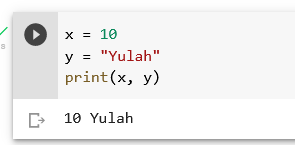 x = 10
y = "Yulah"
print(x, y)
10 Yulah